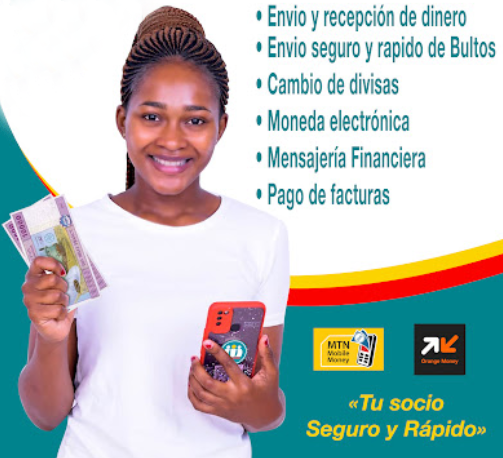 • Envio y recepción de dinero
• Envio seguro y rapido de Bultos
• Cambio de divisas
• Moneda electrónica
• Mensajería Financiera
• Pago de facturas
10000
MTN
Mobile
Money
Orange Money
«Tu socio
Seguro y Rápido»